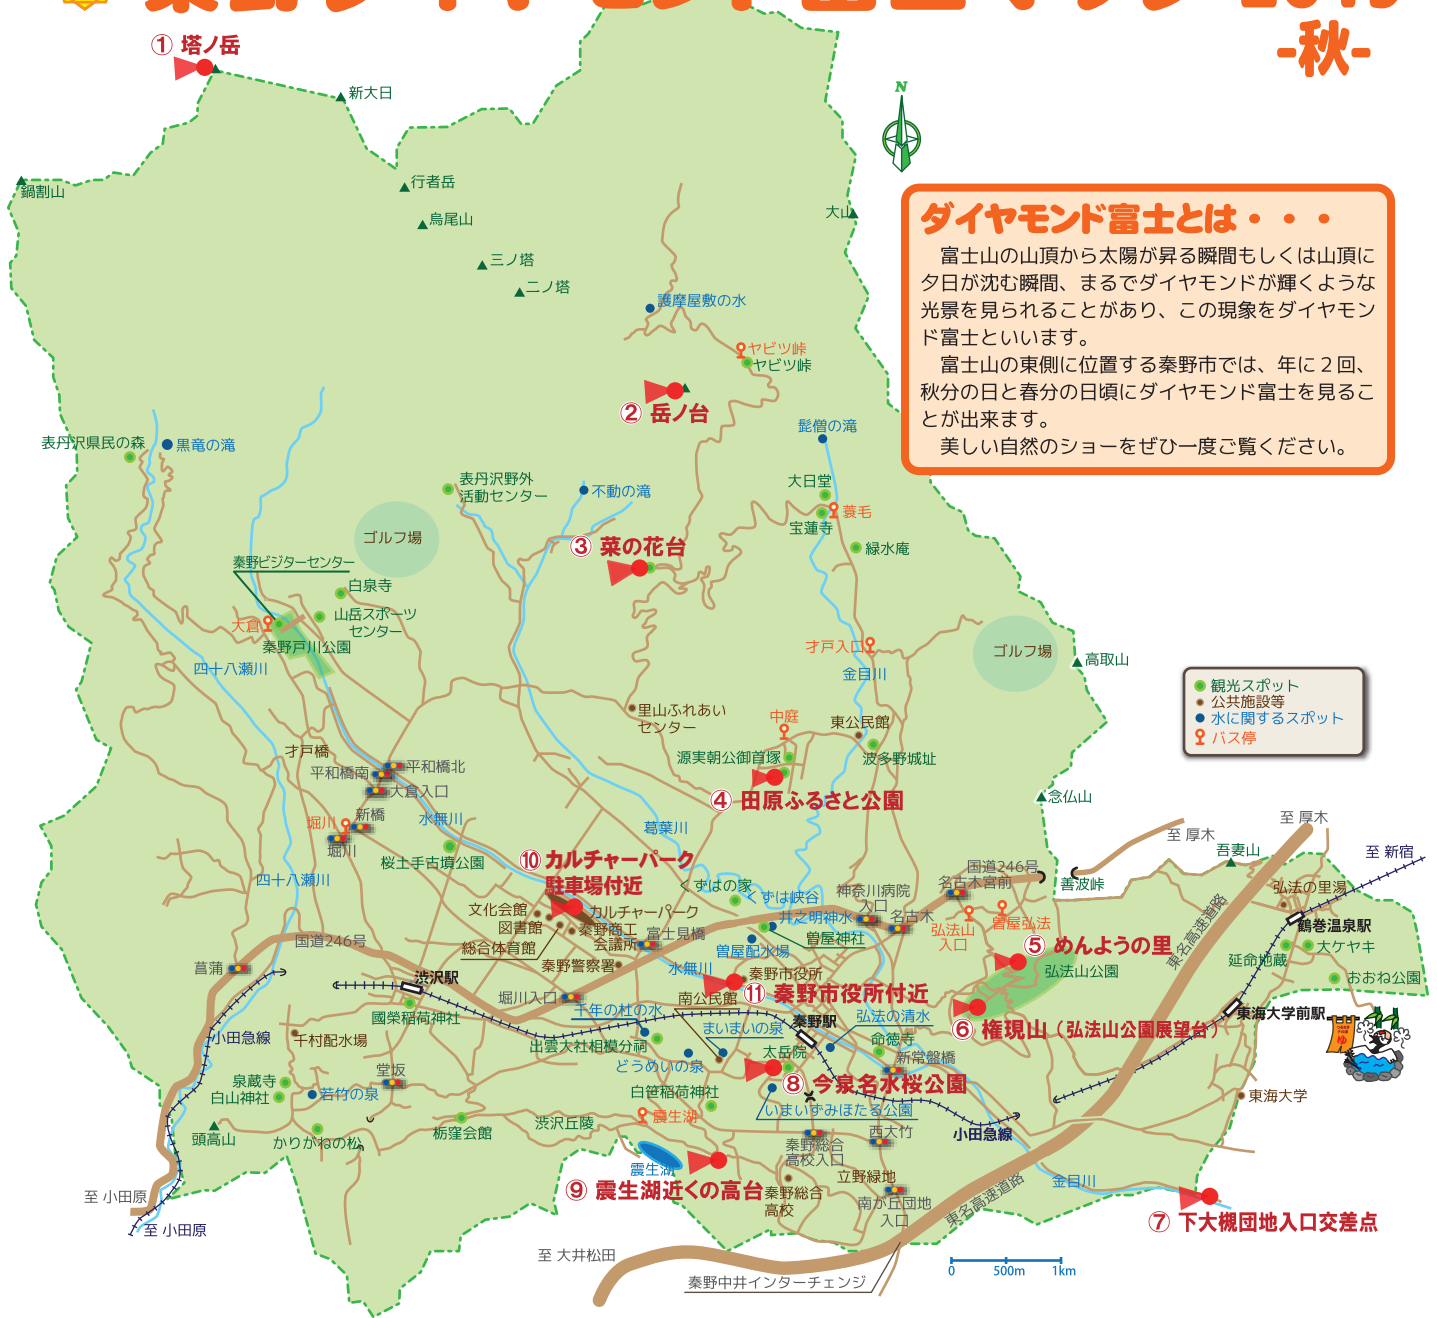 -秋-
① 塔ノ岳
新大日
N
鍋割山
行者岳
烏尾山
大山
三ノ塔
二ノ塔
護摩屋敷の水
ヤビツ峠
ヤビツ峠
② 岳ノ台
ダイヤモンド富士とは・・・
富士山の山頂から太陽が昇る瞬間もしくは山頂に
夕日が沈む瞬間、まるでダイヤモンドが輝くような
光景を見られることがあり、この現象をダイヤモン
ド富士といいます。
富士山の東側に位置する秦野市では、年に２回、
秋分の日と春分の日頃にダイヤモンド富士を見るこ
とが出来ます。
美しい自然のショーをぜひ一度ご覧ください。
表丹沢県民の森
黒竜の滝
髭僧の滝
表丹沢野外
活動センター
不動の滝
大日堂
蓑毛
宝蓮寺
緑水庵
ゴルフ場
③ 菜の花台
秦野ビジターセンター
白泉寺
山岳スポーツ
センター
大倉
秦野戸川公園
四十八瀬川
才戸入口
金目川
ゴルフ場
高取山
観光スポット
公共施設等
水に関するスポット
バス停
里山ふれあい
センター
中庭
東公民館
源実朝公御首塚
波多野城址
④ 田原ふるさと公園
才戸橋
平和橋南
平和橋北
大倉入口
新橋
堀川
堀川
水無川
桜土手古墳公園
葛葉川
念仏山
至 厚木
至 厚木
吾妻山
至 新宿
⑩ カルチャーパーク
駐車場付近
四十八瀬川
くずはの家
くずは峡谷
神奈川病院
入口
国道246号
名古木宮前
善波峠
弘法の里湯
文化会館
図書館
カルチャーパーク
秦野商工
会議所
総合体育館
富士見橋
井之明神水
名古木
曽屋神社
曽屋配水場
弘法山
入口
曽屋弘法
鶴巻温泉駅
大ケヤキ
延命地蔵
おおね公園
東名高速道路
国道246号
菖蒲
渋沢駅
秦野警察署
水無川
秦野市役所
⑤ めんようの里
弘法山公園
堀川入口
國榮稲荷神社
千年の杜の水
南公民館
⑪ 秦野市役所付近
弘法の清水
⑥ 権現山（弘法山公園展望台）
東海大学前駅
小田急線
千村配水場
出雲大社相模分祠
まいまいの泉
秦野駅
命徳寺
どうめいの泉
太岳院
新常盤橋
泉蔵寺
白山神社
若竹の泉
堂坂
白笹稲荷神社
⑧ 今泉名水桜公園
いまいずみほたる公園
東海大学
頭高山
かりがねの松
栃窪会館
渋沢丘陵
震生湖
秦野総合
高校入口
西大竹
小田急線
震生湖
⑨ 震生湖近くの高台
秦野総合
高校
立野緑地
南が丘団地
入口
東名高速道路
金目川
至 小田原
至 小田原
⑦ 下大槻団地入口交差点
至 大井松田
秦野中井インターチェンジ
0 500m 1km